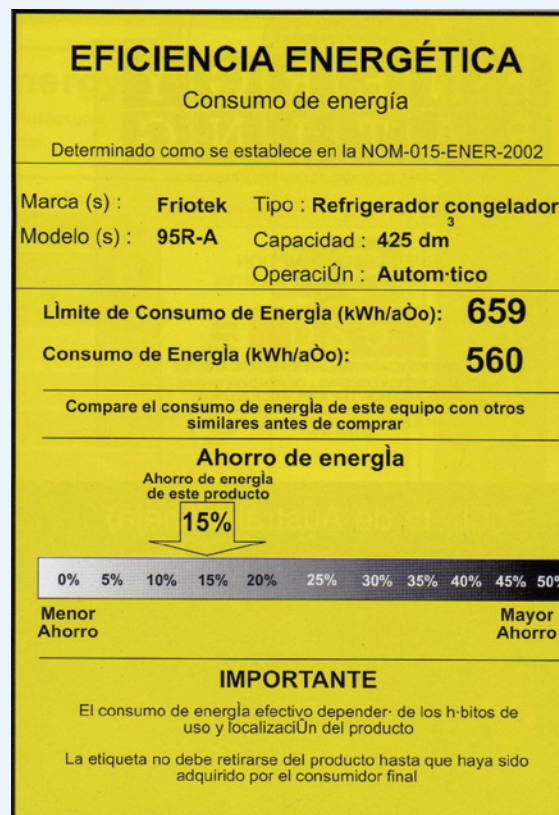 EFICIENCIA ENERGÉTICA
Consumo de energía
Determinado como se establece en la NOM-015-ENER-2002
Marca (s) : Friotek Tipo : Refrigerador congelador
Modelo (s) : 95R-A Capacidad : 425 dm³
OperaciÛn : Autom·tico
LÌmite de Consumo de EnergÌa (kWh/aÒo): 659
Consumo de EnergÌa (kWh/aÒo): 560
Compare el consumo de energÌa de este equipo con otros
similares antes de comprar
Ahorro de energÌa
Ahorro de energÌa
de este producto
15%
0% 5% 10% 15% 20% 25% 30% 35% 40% 45% 50%
Menor Mayor
Ahorro Ahorro
IMPORTANTE
El consumo de energÌa efectivo depender· de los h·bitos de
uso y localizaciÛn del producto
La etiqueta no debe retirarse del producto hasta que haya sido
adquirido por el consumidor final